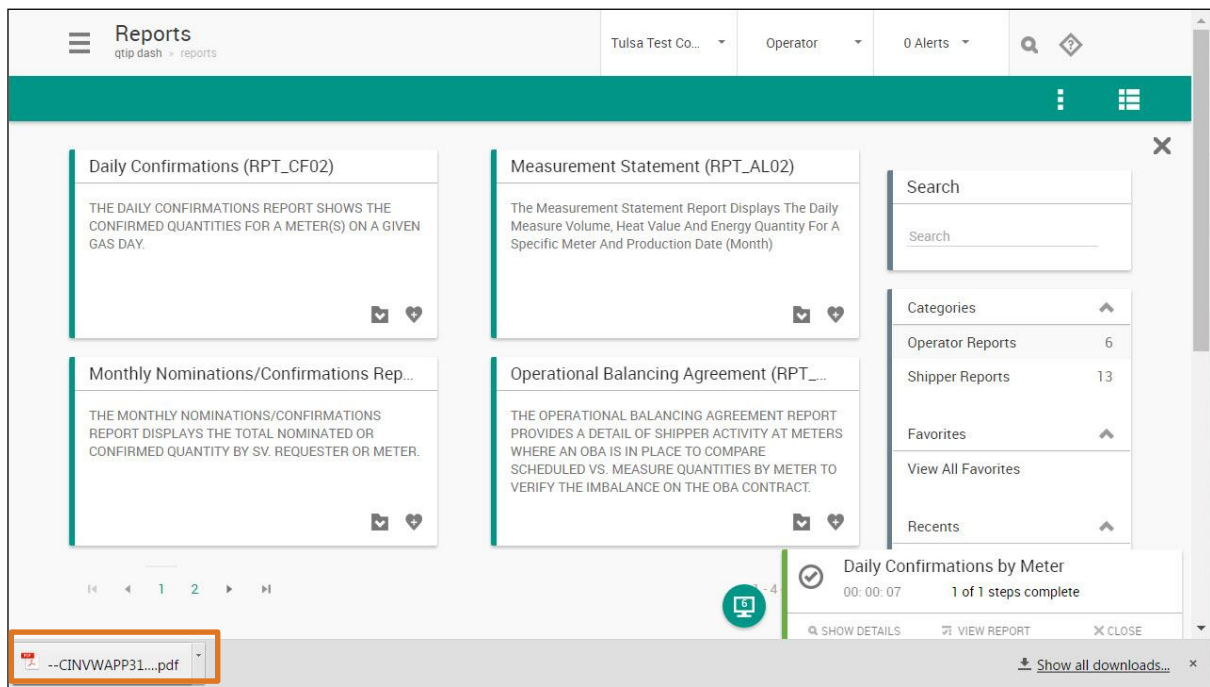 Reports
qtip dash » reports
Tulsa Test Co...
Operator
0 Alerts
Daily Confirmations (RPT_CF02)
THE DAILY CONFIRMATIONS REPORT SHOWS THE
CONFIRMED QUANTITIES FOR A METER(S) ON A GIVEN
GAS DAY.
Measurement Statement (RPT_AL02)
The Measurement Statement Report Displays The Daily
Measure Volume, Heat Value And Energy Quantity For A
Specific Meter And Production Date (Month)
Monthly Nominations/Confirmations Rep...
THE MONTHLY NOMINATIONS/CONFIRMATIONS
REPORT DISPLAYS THE TOTAL NOMINATED OR
CONFIRMED QUANTITY BY SV. REQUESTER OR METER.
Operational Balancing Agreement (RPT_...
THE OPERATIONAL BALANCING AGREEMENT REPORT
PROVIDES A DETAIL OF SHIPPER ACTIVITY AT METERS
WHERE AN OBA IS IN PLACE TO COMPARE
SCHEDULED VS. MEASURE QUANTITIES BY METER TO
VERIFY THE IMBALANCE ON THE OBA CONTRACT.
Search
Search
Categories
Operator Reports 6
Shipper Reports 13
Favorites
View All Favorites
Recents
1 2
- 4
6
Daily Confirmations by Meter
00: 00: 07 1 of 1 steps complete
SHOW DETAILS VIEW REPORT CLOSE
--CINVWAPP31....pdf
Show all downloads...